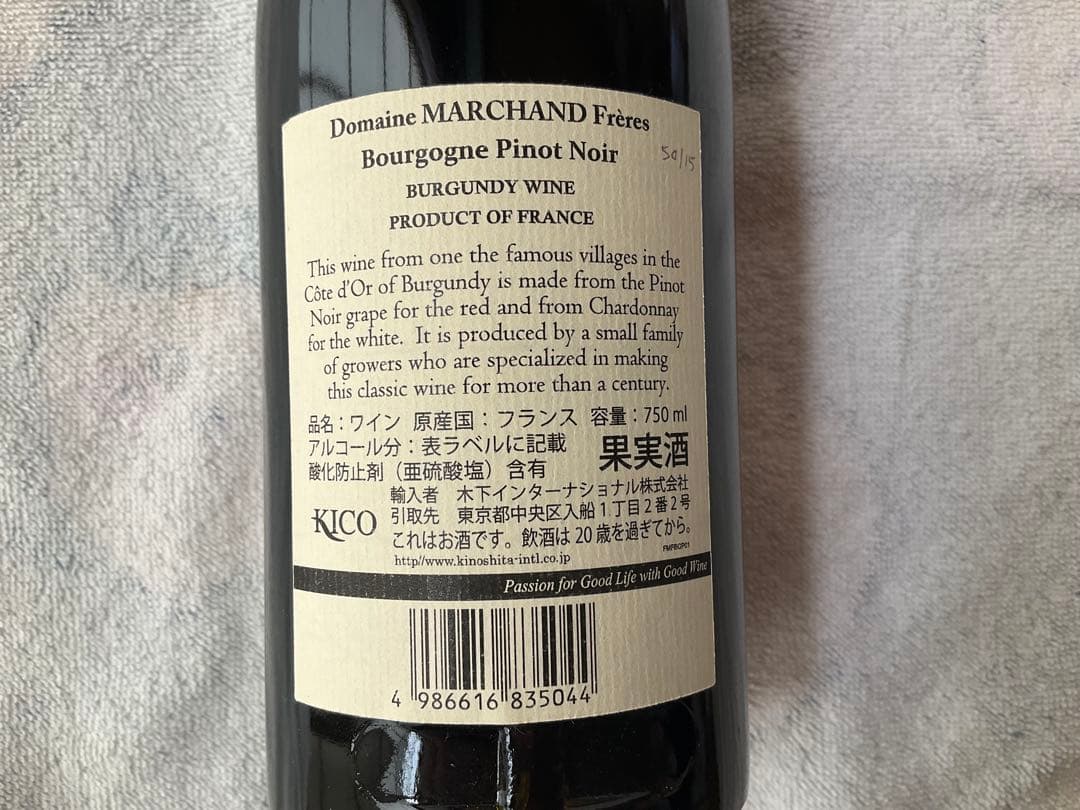 Domaine MARCHAND Frères
Bourgogne Pinot Noir
50/15
BURGUNDY WINE
PRODUCT OF FRANCE
This wine from one the famous villages in the
Côte d'Or of Burgundy is made from the Pinot
Noir grape for the red and from Chardonnay
for the white. It is produced by a small family
of growers who are specialized in making
this classic wine for more than a century.
品名：ワイン 原産国：フランス 容量：750 ml
アルコール分：表ラベルに記載
酸化防止剤（亜硫酸塩）含有
果実酒
輸入者 木下インターナショナル株式会社
引取先 東京都中央区入船1丁目2番2号
KICO
これはお酒です。飲酒は20歳を過ぎてから。
http//www.kinoshita-intl.co.jp
FMFBGP01
Passion for Good Life with Good Wine
4 986616 835044